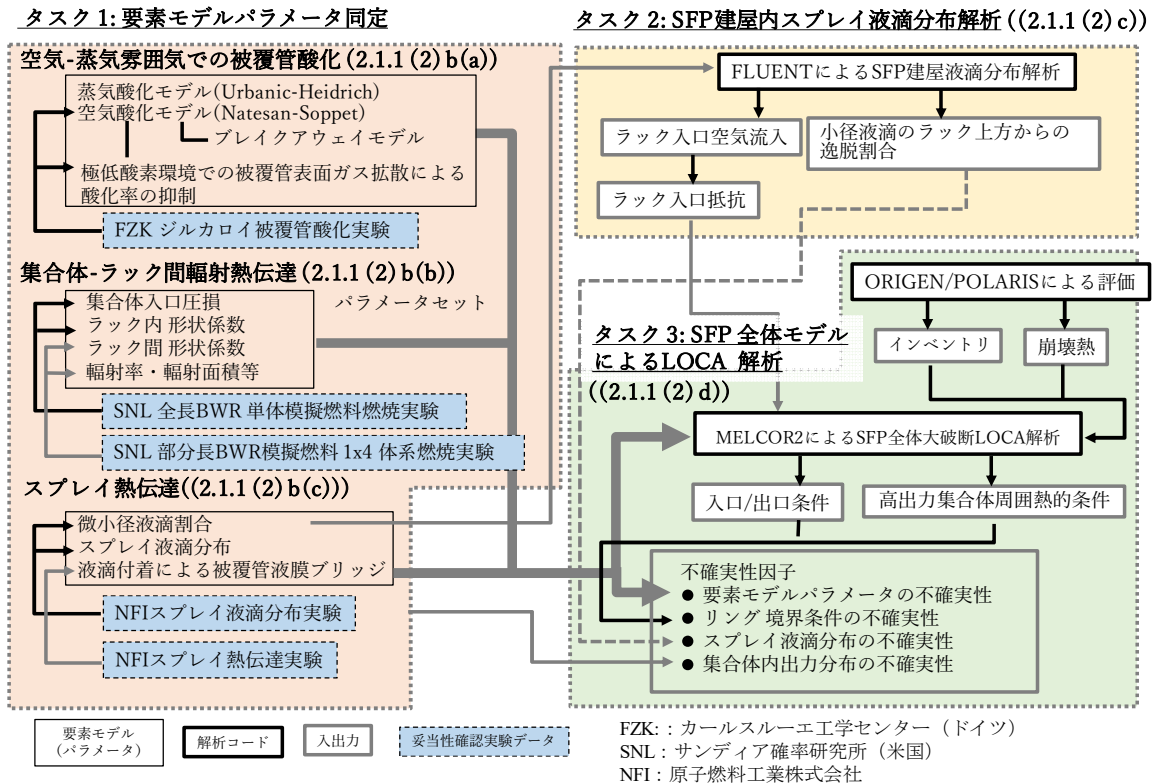 タスク 1: 要素モデルパラメータ同定
空気-蒸気雰囲気での被覆管酸化 (2.1.1 (2) b(a))
蒸気酸化モデル(Urbanic-Heidrich)
空気酸化モデル(Natesan-Soppet)
ブレイクアウェイモデル
極低酸素環境での被覆管表面ガス拡散による
酸化率の抑制
FZK ジルカロイ被覆管酸化実験
集合体-ラック間輻射熱伝達 (2.1.1 (2) b(b))
集合体入口圧損
ラック内 形状係数
ラック間 形状係数
輻射率・輻射面積等
パラメータセット
SNL 全長BWR 単体模擬燃料燃焼実験
SNL 部分長BWR模擬燃料 1x4 体系燃焼実験
スプレイ熱伝達((2.1.1 (2) b(c)))
微小径液滴割合
スプレイ液滴分布
液滴付着による被覆管液膜ブリッジ
NFIスプレイ液滴分布実験
NFIスプレイ熱伝達実験
タスク 2: SFP建屋内スプレイ液滴分布解析 ((2.1.1 (2) c))
FLUENTによるSFP建屋液滴分布解析
ラック入口空気流入
小径液滴のラック上方からの
逸脱割合
ラック入口抵抗
タスク 3: SFP 全体モデル
によるLOCA 解析
((2.1.1 (2) d))
ORIGEN/POLARISによる評価
インベントリ
崩壊熱
MELCOR2によるSFP全体大破断LOCA解析
入口/出口条件
高出力集合体周囲熱的条件
不確実性因子
● 要素モデルパラメータの不確実性
● リング 境界条件の不確実性
● スプレイ液滴分布の不確実性
● 集合体内出力分布の不確実性
要素モデル
(パラメータ)
解析コード
入出力
妥当性確認実験データ
FZK: : カールスルーエ工学センター（ドイツ）
SNL : サンディア確率研究所（米国）
NFI : 原子燃料工業株式会社